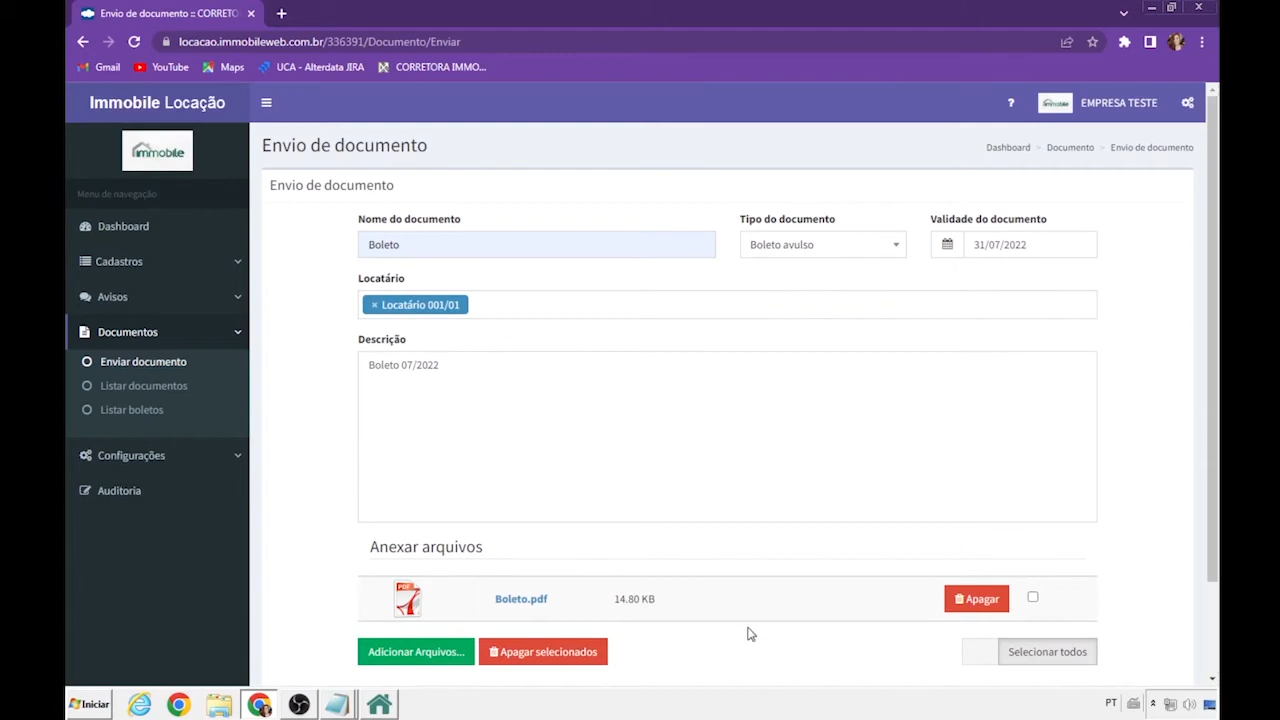 Envio de documento :: CORRETO
locacao.immobileweb.com.br/336391/Documento/Enviar
Gmail YouTube Maps UCA - Alterdata JIRA CORRETORA IMMO...
Immobile Locação ? immobile EMPRESA TESTE
immobile
Envio de documento Dashboard Documento Envio de documento
Menu de navegação
Envio de documento
Dashboard
Cadastros
Avisos
Documentos
Enviar documento
Listar documentos
Listar boletos
Configurações
Auditoria
Nome do documento Tipo do documento Validade do documento
Boleto Boleto avulso 31/07/2022
Locatário
× Locatário 001/01
Descrição
Boleto 07/2022
Anexar arquivos
PDF Boleto.pdf 14.80 KB Apagar
Adicionar Arquivos... Apagar selecionados Selecionar todos
Iniciar PT